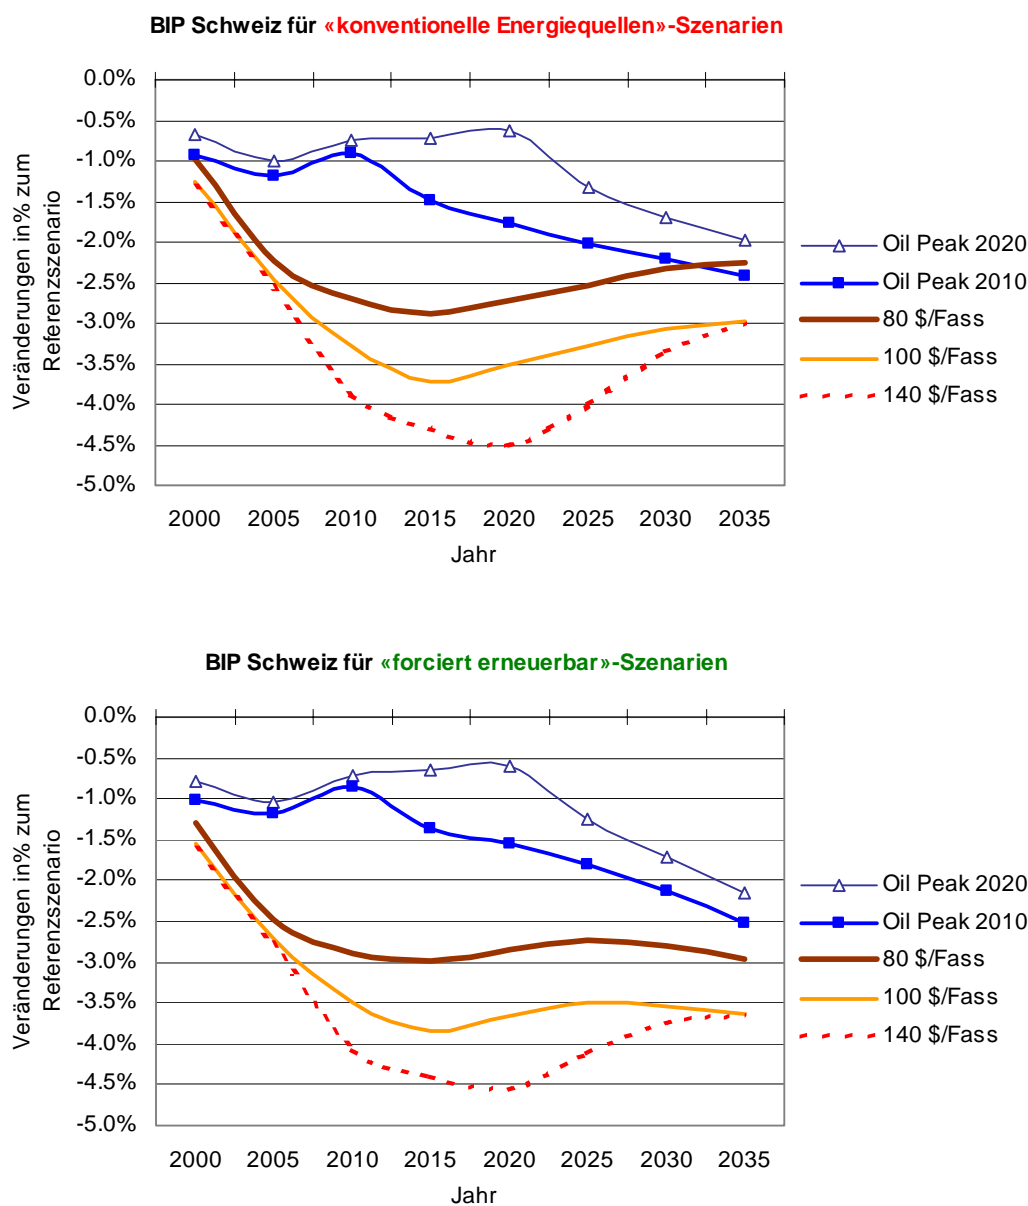 BIP Schweiz für «konventionelle Energiequellen»-Szenarien
Veränderungen in% zum
Referenzszenario
0.0%
-0.5%
-1.0%
-1.5%
-2.0%
-2.5%
-3.0%
-3.5%
-4.0%
-4.5%
-5.0%
2000 2005 2010 2015 2020 2025 2030 2035
Jahr
Oil Peak 2020
Oil Peak 2010
80 $/Fass
100 $/Fass
140 $/Fass
BIP Schweiz für «forciert erneuerbar»-Szenarien
Veränderungen in% zum
Referenzszenario
0.0%
-0.5%
-1.0%
-1.5%
-2.0%
-2.5%
-3.0%
-3.5%
-4.0%
-4.5%
-5.0%
2000 2005 2010 2015 2020 2025 2030 2035
Jahr
Oil Peak 2020
Oil Peak 2010
80 $/Fass
100 $/Fass
140 $/Fass